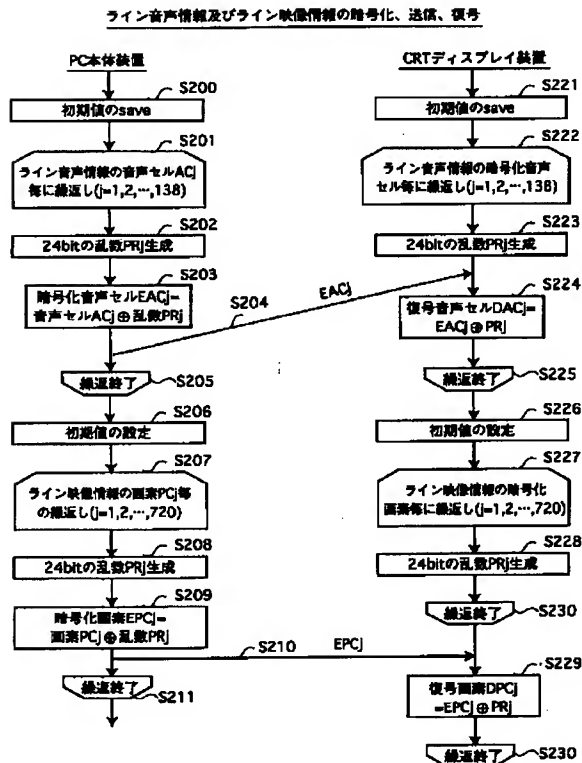 ライン音声情報及びライン映像情報の暗号化、送信、復号
PC本体装置
S200
初期値のsave
S201
ライン音声情報の音声セルACj
毎に繰返し(j=1,2,…,138)
S202
24bitの乱数PRj生成
S203
暗号化音声セルEACj=
音声セルACj⊕乱数PRj
S204
EACj
繰返終了
S205
S206
初期値の設定
S207
ライン映像情報の画素PCj毎
の繰返し(j=1,2,…,720)
S208
24bitの乱数PRj生成
S209
暗号化画素EPCj=
画素PCj⊕乱数PRj
S210
EPCj
繰返終了
S211
CRTディスプレイ装置
S221
初期値のsave
S222
ライン音声情報の暗号化音声
セル毎に繰返し(j=1,2,…,138)
S223
24bitの乱数PRj生成
S224
復号音声セルDACj=
EACj⊕PRj
繰返終了
S225
S226
初期値の設定
S227
ライン映像情報の暗号化
画素毎に繰返し(j=1,2,…,720)
S228
24bitの乱数PRj生成
繰返終了
S230
S229
復号画素DPCj
=EPCj⊕PRj
繰返終了
S230